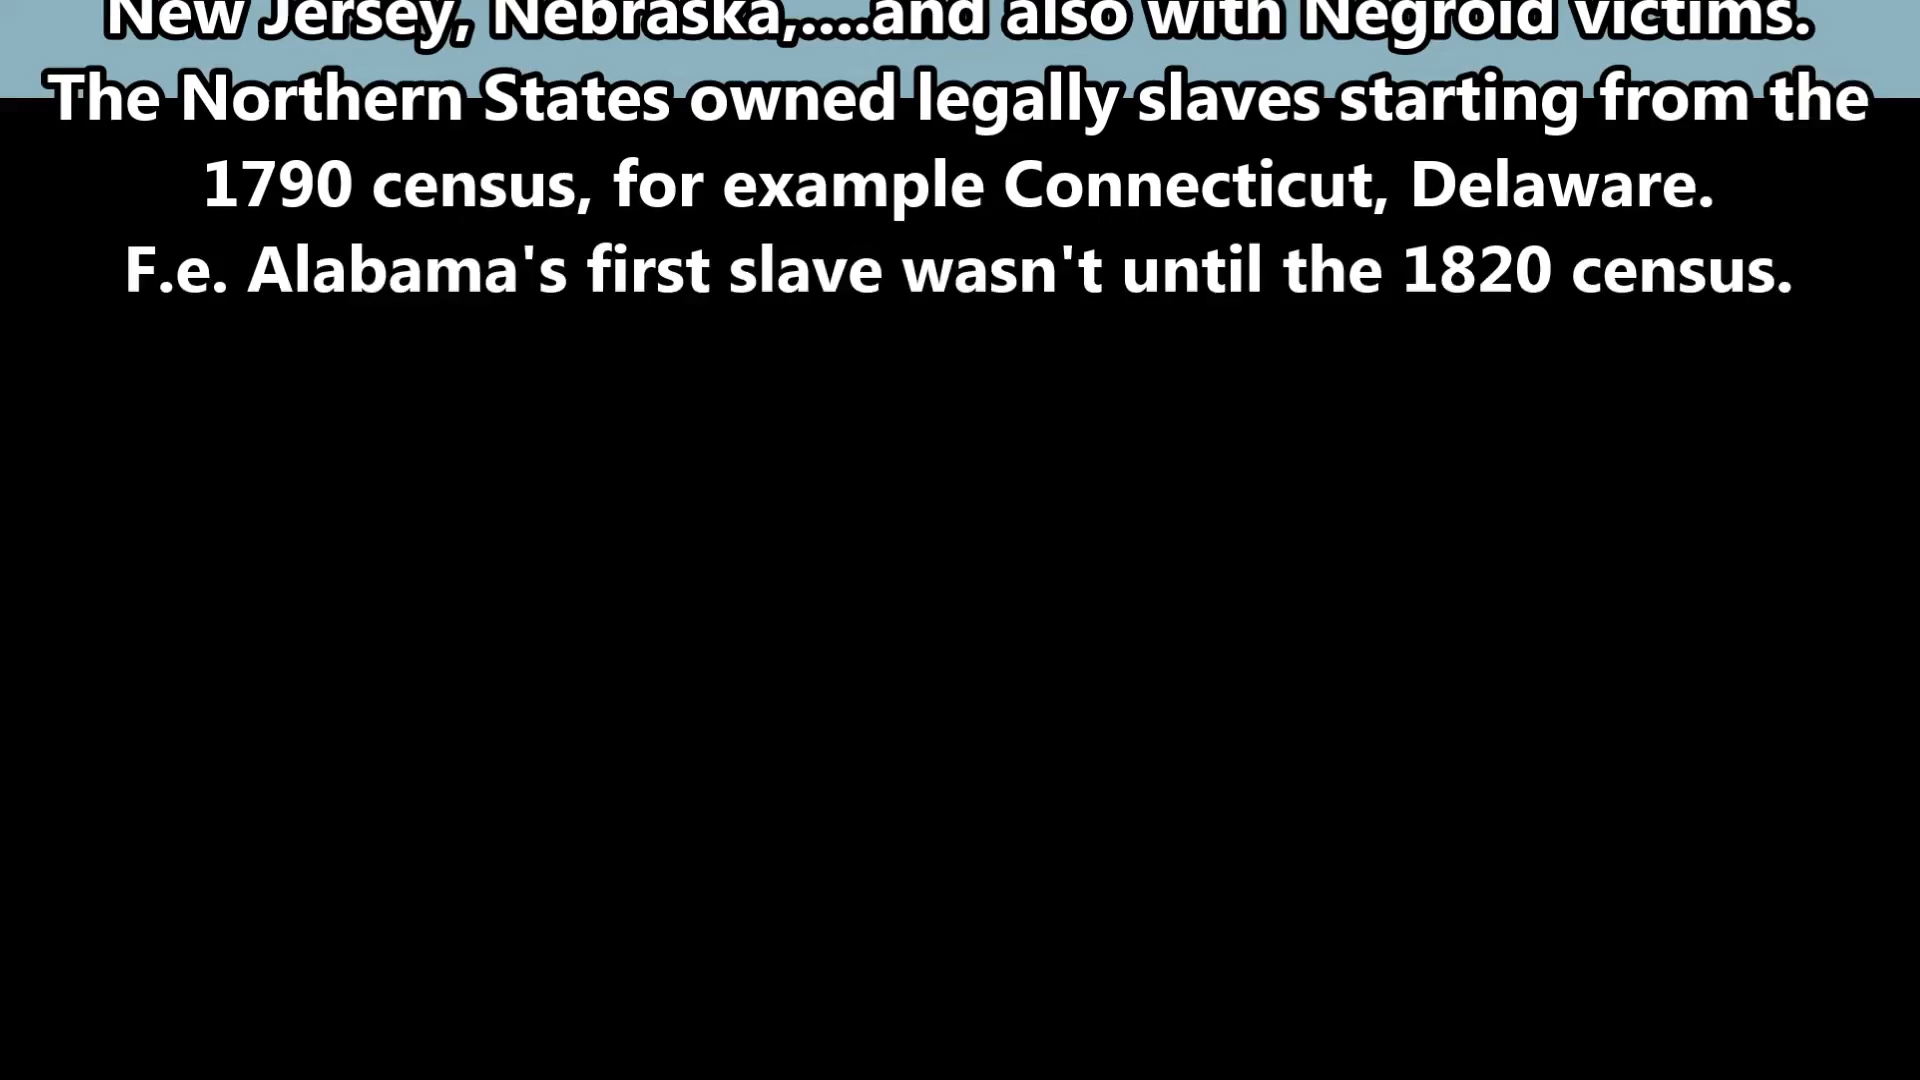 New Jersey, Nebraska,....and also with Negroid victims.
The Northern States owned legally slaves starting from the
1790 census, for example Connecticut, Delaware.
F.e. Alabama's first slave wasn't until the 1820 census.